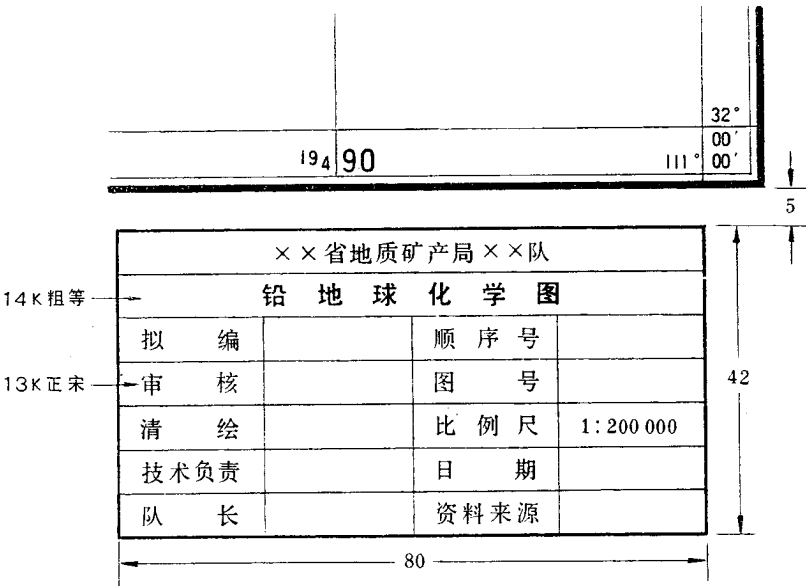 32°
00′
19 4 90 111° 00′
5
××省地质矿产局××队
14K粗等 铅地球化学图
拟编 顺序号
13K正宋 审核 图号 42
清绘 比例尺 1:200 000
技术负责 日期
队长 资料来源
80